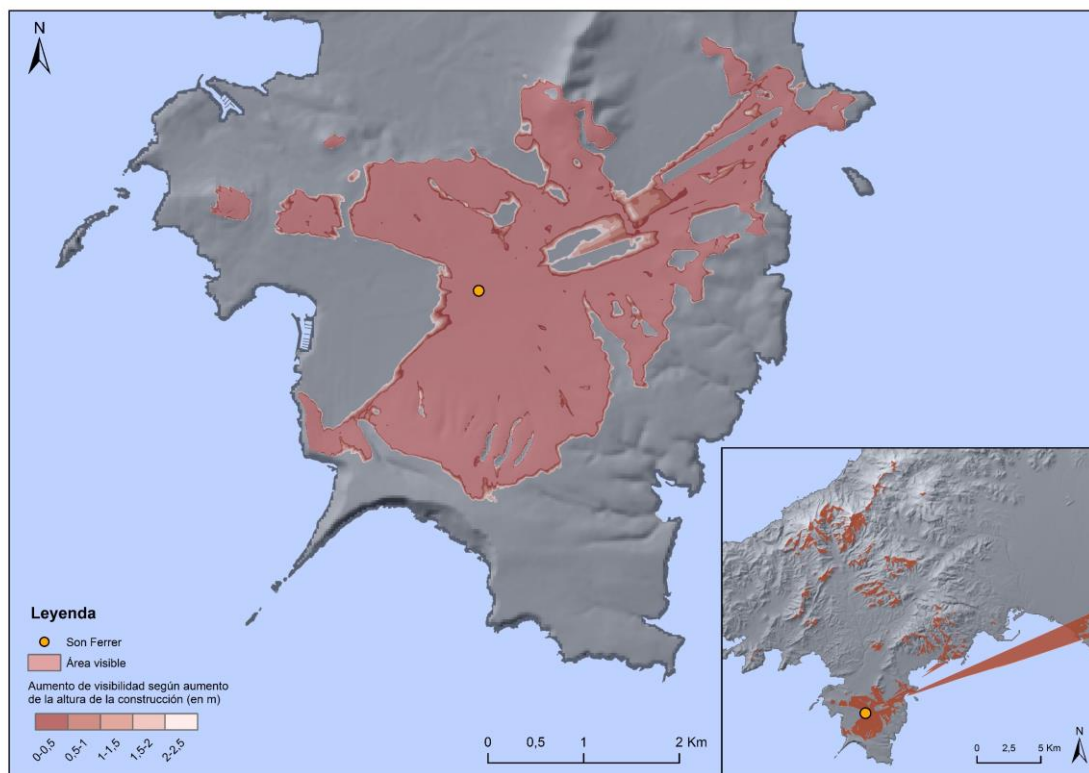 N
Leyenda
Son Ferrer
Área visible
Aumento de visibilidad según aumento
de la altura de la construcción (en m)
0-0,5
0,5-1
1-1,5
1,5-2
2-2,5
0 0,5 1 2 Km
0 2,5 5 Km
N